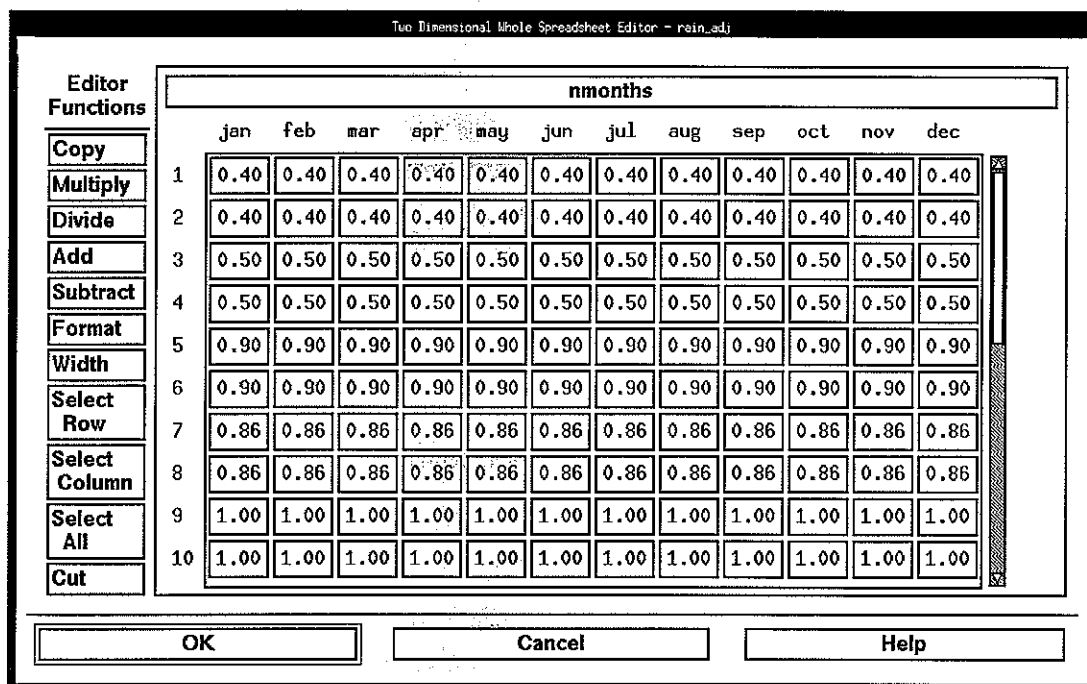 Two Dimensional Whole Spreadsheet Editor - rain_adj
Editor
Functions
Copy
Multiply
Divide
Add
Subtract
Format
Width
Select
Row
Select
Column
Select
All
Cut
nmonths
jan feb mar apr may jun jul aug sep oct nov dec
1 0.40 0.40 0.40 0.40 0.40 0.40 0.40 0.40 0.40 0.40 0.40 0.40
2 0.40 0.40 0.40 0.40 0.40 0.40 0.40 0.40 0.40 0.40 0.40 0.40
3 0.50 0.50 0.50 0.50 0.50 0.50 0.50 0.50 0.50 0.50 0.50 0.50
4 0.50 0.50 0.50 0.50 0.50 0.50 0.50 0.50 0.50 0.50 0.50 0.50
5 0.90 0.90 0.90 0.90 0.90 0.90 0.90 0.90 0.90 0.90 0.90 0.90
6 0.90 0.90 0.90 0.90 0.90 0.90 0.90 0.90 0.90 0.90 0.90 0.90
7 0.86 0.86 0.86 0.86 0.86 0.86 0.86 0.86 0.86 0.86 0.86 0.86
8 0.86 0.86 0.86 0.86 0.86 0.86 0.86 0.86 0.86 0.86 0.86 0.86
9 1.00 1.00 1.00 1.00 1.00 1.00 1.00 1.00 1.00 1.00 1.00 1.00
10 1.00 1.00 1.00 1.00 1.00 1.00 1.00 1.00 1.00 1.00 1.00 1.00
OK Cancel Help